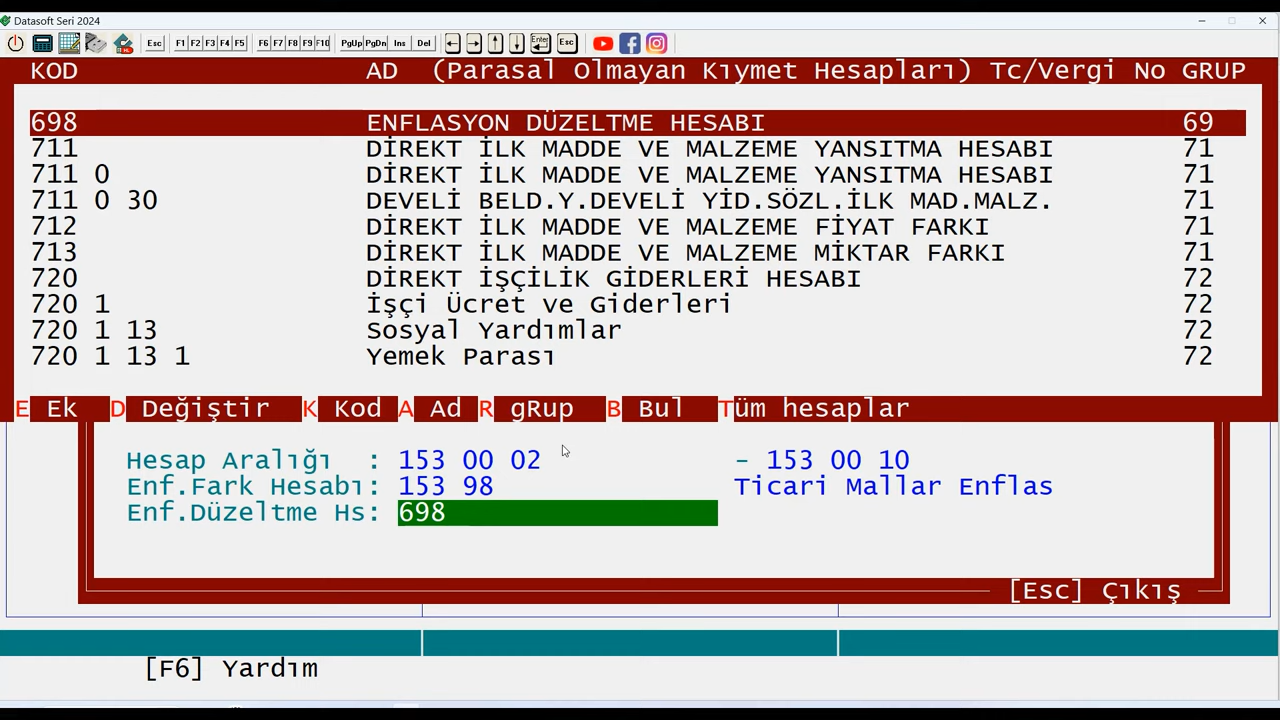 Datasoft Seri 2024
Esc F1 F2 F3 F4 F5 F6 F7 F8 F9 F10 PgUp PgDn Ins Del Enter Esc
KOD AD (Parasal Olmayan Kıymet Hesapları) Tc/Vergi No GRUP
698 ENFLASYON DÜZELTME HESABI 69
711 DİREKT İLK MADDE VE MALZEME YANSITMA HESABI 71
711 0 DİREKT İLK MADDE VE MALZEME YANSITMA HESABI 71
711 0 30 DEVELİ BELD.Y.DEVELİ YİD.SÖZL.İLK MAD.MALZ. 71
712 DİREKT İLK MADDE VE MALZEME FİYAT FARKI 71
713 DİREKT İLK MADDE VE MALZEME MİKTAR FARKI 71
720 DİREKT İŞÇİLİK GİDERLERİ HESABI 72
720 1 İşçi Ücret ve Giderleri 72
720 1 13 Sosyal Yardımlar 72
720 1 13 1 Yemek Parası 72
E Ek D Değiştir K Kod A Ad R gRup B Bul Tüm hesaplar
Hesap Aralığı : 153 00 02 - 153 00 10
Enf.Fark Hesabı: 153 98 Ticari Mallar Enflas
Enf.Düzeltme Hs: 698
[Esc] Çıkış
[F6] Yardım